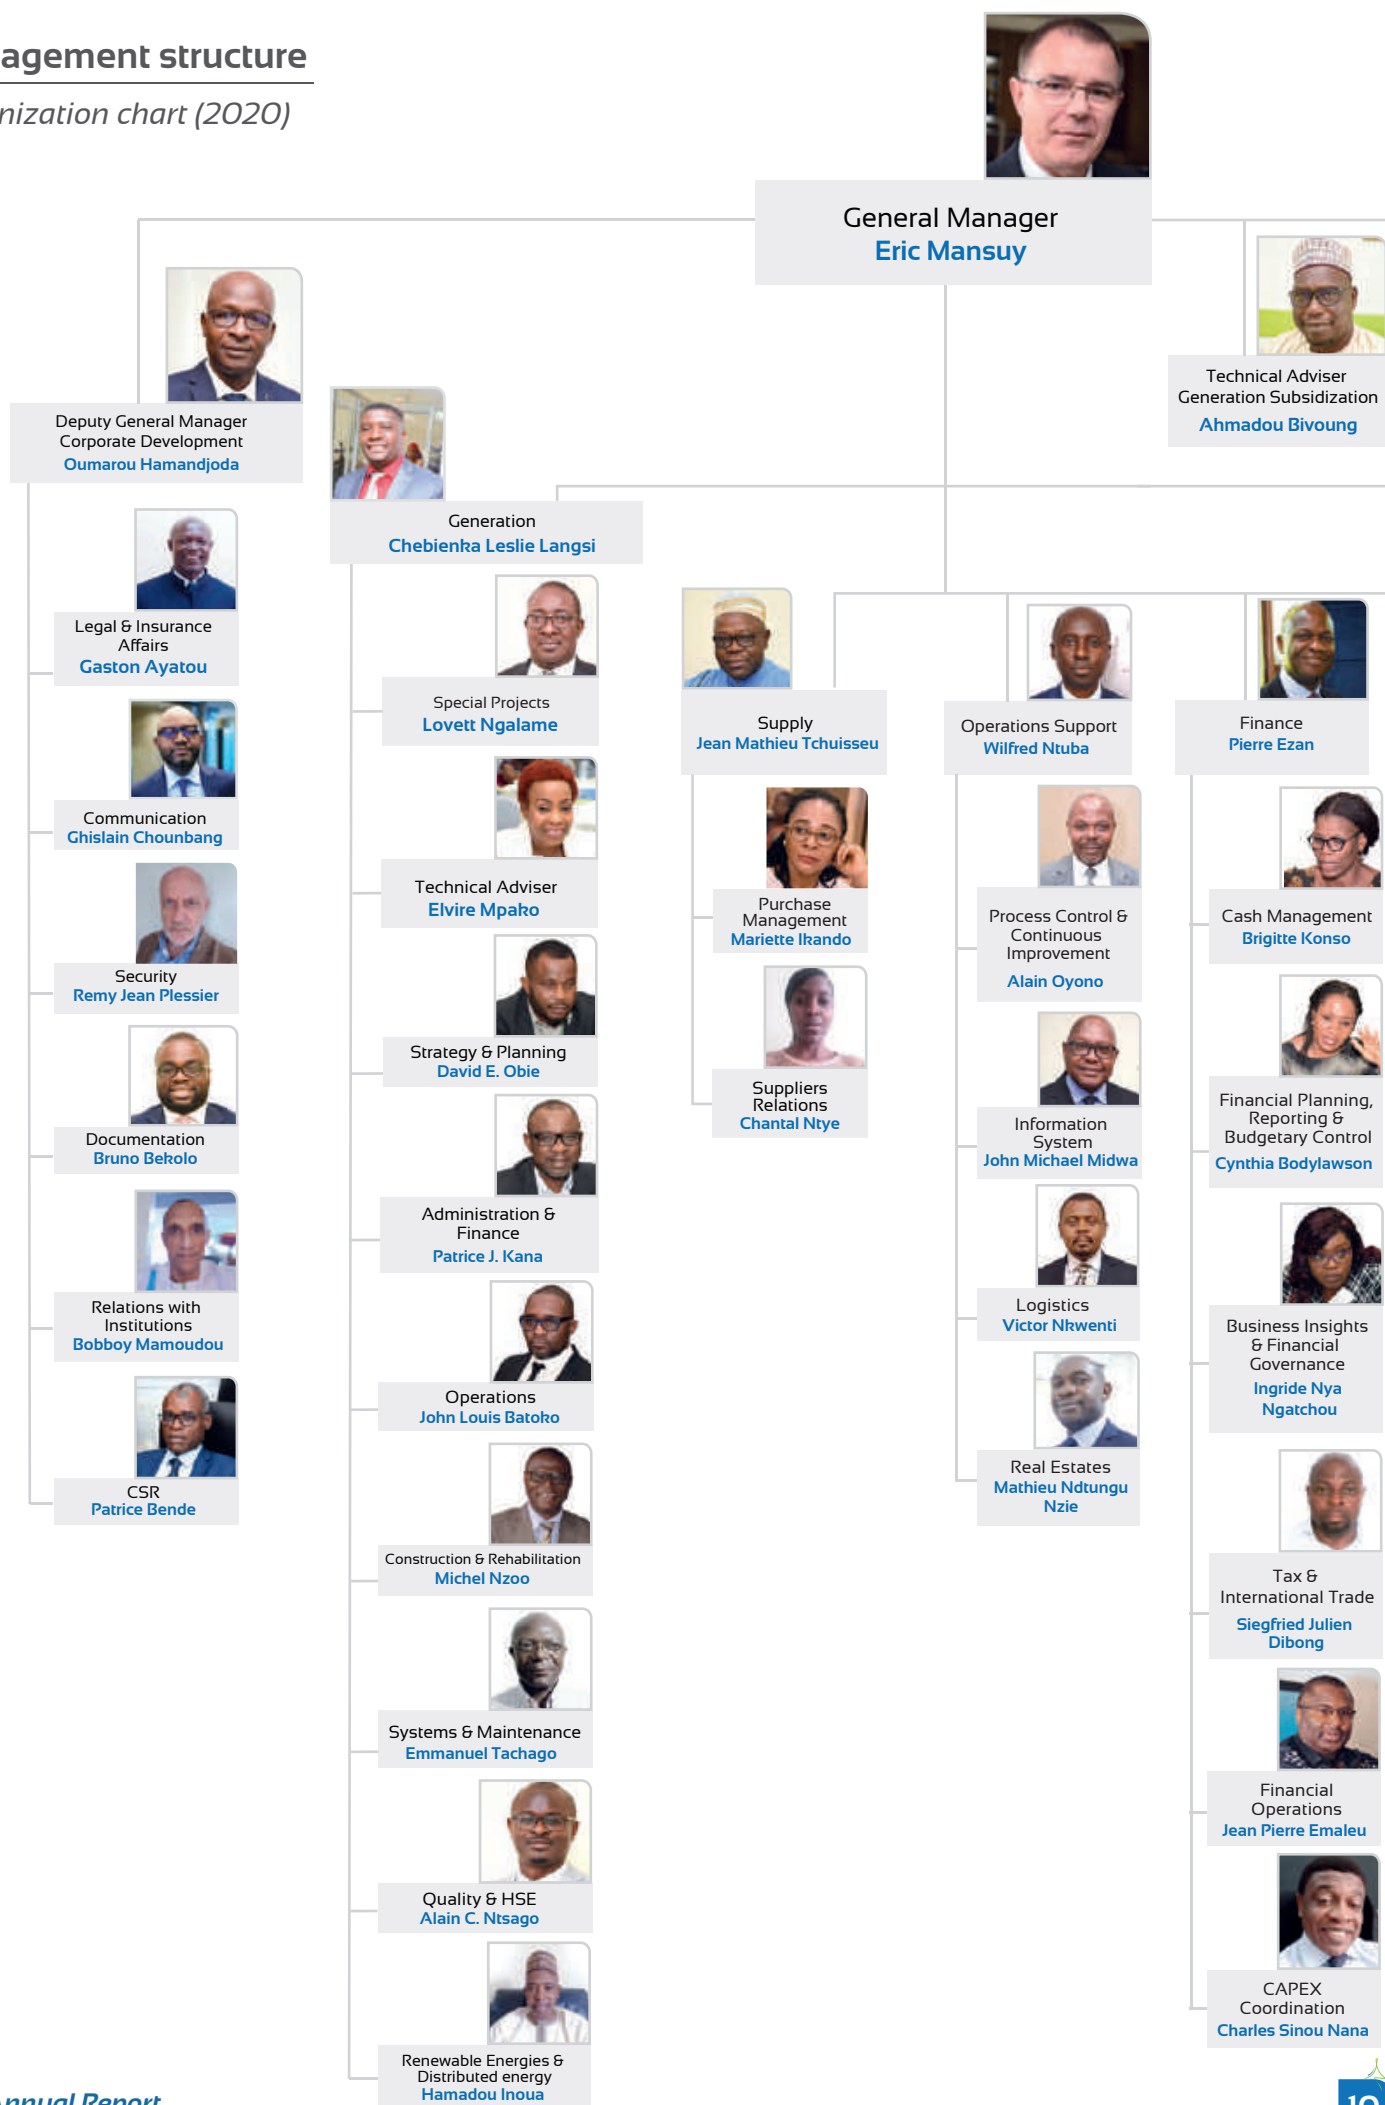 agement structure
nization chart (2020)
General Manager
Eric Mansuy
Technical Adviser
Generation Subsidization
Ahmadou Bivoung
Deputy General Manager
Corporate Development
Oumarou Hamandjoda
Legal & Insurance
Affairs
Gaston Ayatou
Communication
Ghislain Chounbang
Security
Remy Jean Plessier
Documentation
Bruno Bekolo
Relations with
Institutions
Bobboy Mamoudou
CSR
Patrice Bende
Generation
Chebienka Leslie Langsi
Special Projects
Lovett Ngalame
Technical Adviser
Elvire Mpako
Strategy & Planning
David E. Obie
Administration &
Finance
Patrice J. Kana
Operations
John Louis Batoko
Construction & Rehabilitation
Michel Nzoo
Systems & Maintenance
Emmanuel Tachago
Quality & HSE
Alain C. Ntsago
Renewable Energies &
Distributed energy
Hamadou Inoua
Supply
Jean Mathieu Tchuisseu
Purchase
Management
Mariette Ikando
Suppliers
Relations
Chantal Ntye
Operations Support
Wilfred Ntuba
Process Control &
Continuous
Improvement
Alain Oyono
Information
System
John Michael Midwa
Logistics
Victor Nkwenti
Real Estates
Mathieu Ndtungu
Nzie
Finance
Pierre Ezan
Cash Management
Brigitte Konso
Financial Planning,
Reporting &
Budgetary Control
Cynthia Bodylawson
Business Insights
& Financial
Governance
Ingride Nya
Ngatchou
Tax &
International Trade
Siegfried Julien
Dibong
Financial
Operations
Jean Pierre Emaleu
CAPEX
Coordination
Charles Sinou Nana
Annual Report